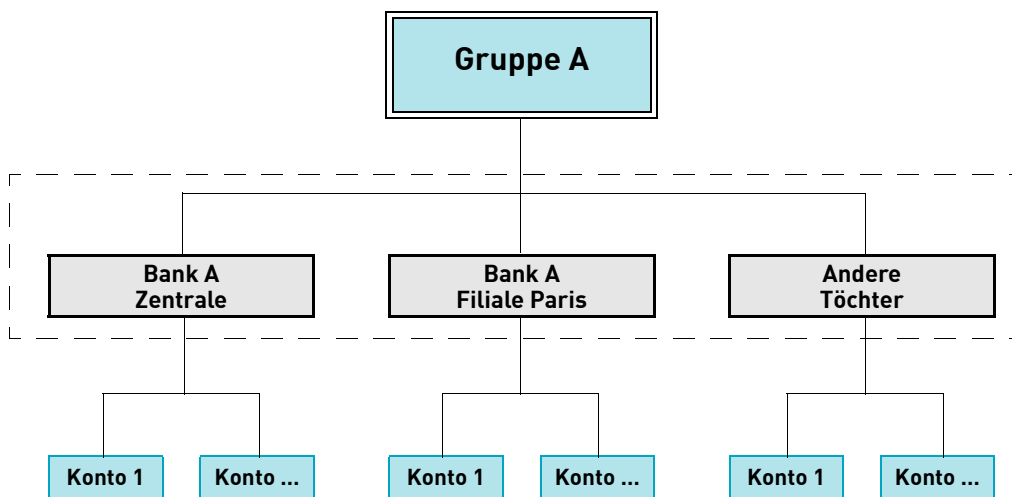 Gruppe A
Bank A
Zentrale
Bank A
Filiale Paris
Andere
Töchter
Konto 1
Konto ...
Konto 1
Konto ...
Konto 1
Konto ...